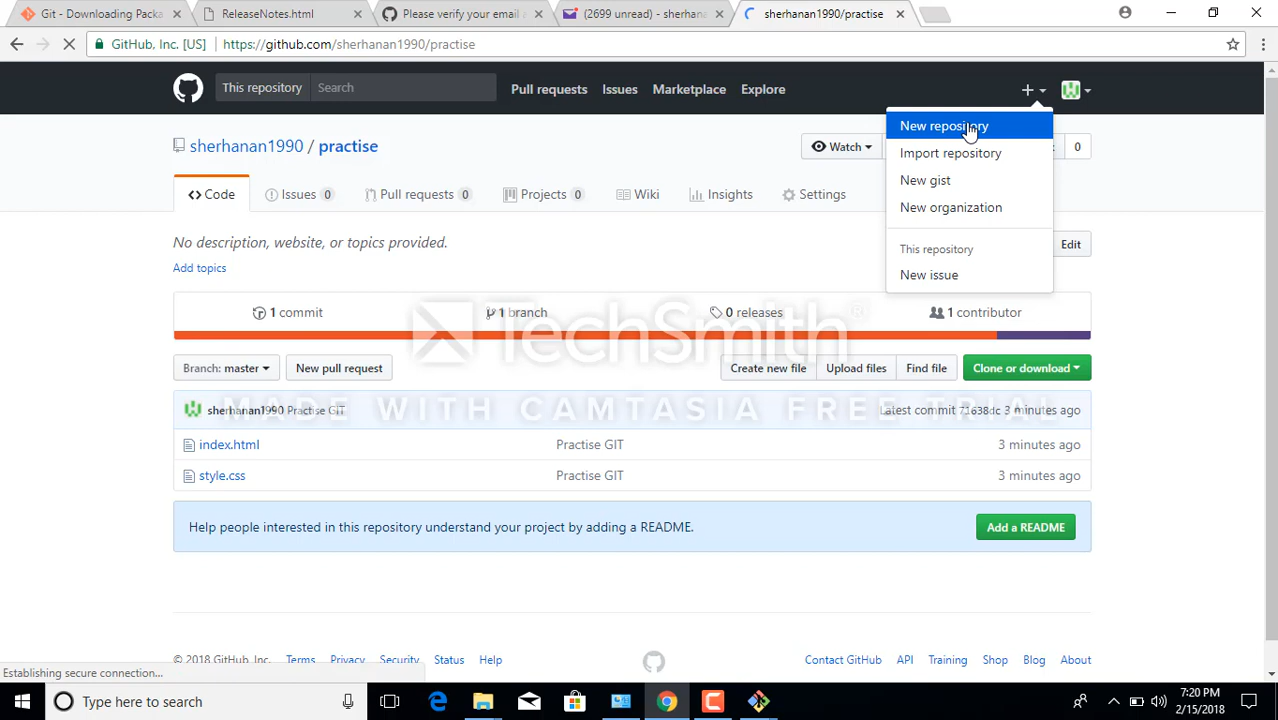 Git - Downloading Packa
ReleaseNotes.html
Please verify your email a
(2699 unread) - sherhana
sherhanan1990/practise
GitHub, Inc. [US] https://github.com/sherhanan1990/practise
This repository Search Pull requests Issues Marketplace Explore
New repository
Import repository
New gist
New organization
This repository
New issue
sherhanan1990 / practise
Watch 0
Code Issues 0 Pull requests 0 Projects 0 Wiki Insights Settings
No description, website, or topics provided. Edit
Add topics
1 commit 1 branch 0 releases 1 contributor
TechSmith
Branch: master New pull request Create new file Upload files Find file Clone or download
MADE WITH CAMTASIA FREE TRIAL
sherhanan1990 Practise GIT Latest commit 71638dc 3 minutes ago
index.html Practise GIT 3 minutes ago
style.css Practise GIT 3 minutes ago
Help people interested in this repository understand your project by adding a README. Add a README
© 2018 GitHub, Inc. Terms Privacy Security Status Help Contact GitHub API Training Shop Blog About
Establishing secure connection...
Type here to search
7:20 PM
2/15/2018